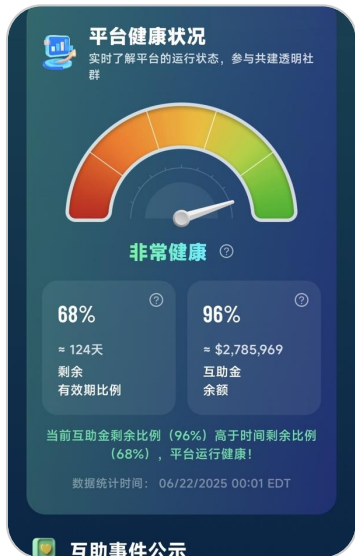 平台健康状况
实时了解平台的运行状态，参与共建透明社
群
非常健康
68%
≈ 124天
剩余
有效期比例
96%
≈ $2,785,969
互助金
余额
当前互助金剩余比例（96%）高于时间剩余比例
（68%），平台运行健康！
数据统计时间： 06/22/2025 00:01 EDT
互助事件公示